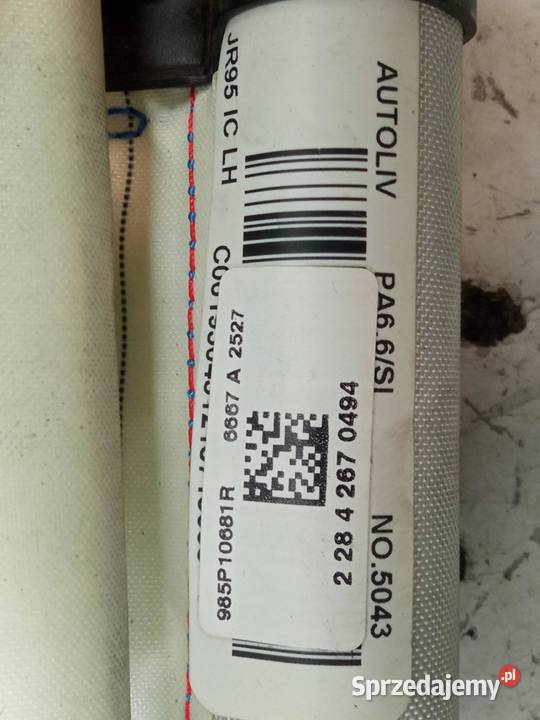 AUTOLIV PA6.6/SI NO.5043
JR95 IC LH
985P10681R 6667 A 2527
2 28 4 267 0494
Sprzedajemy.pl